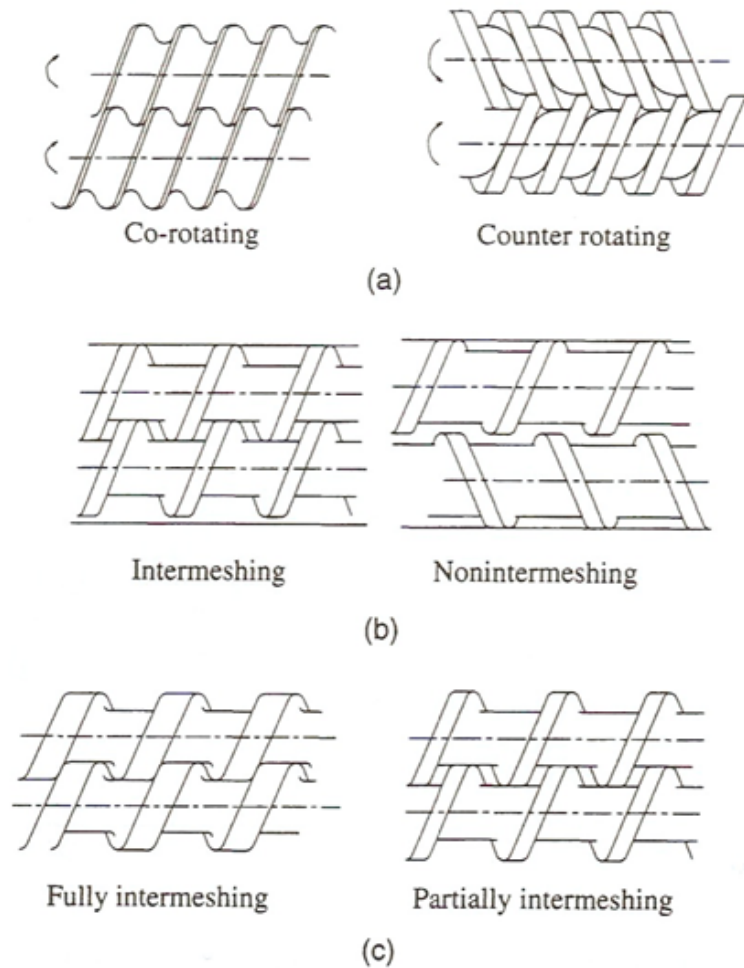 Co-rotating
Counter rotating
(a)
Intermeshing
Nonintermeshing
(b)
Fully intermeshing
Partially intermeshing
(c)